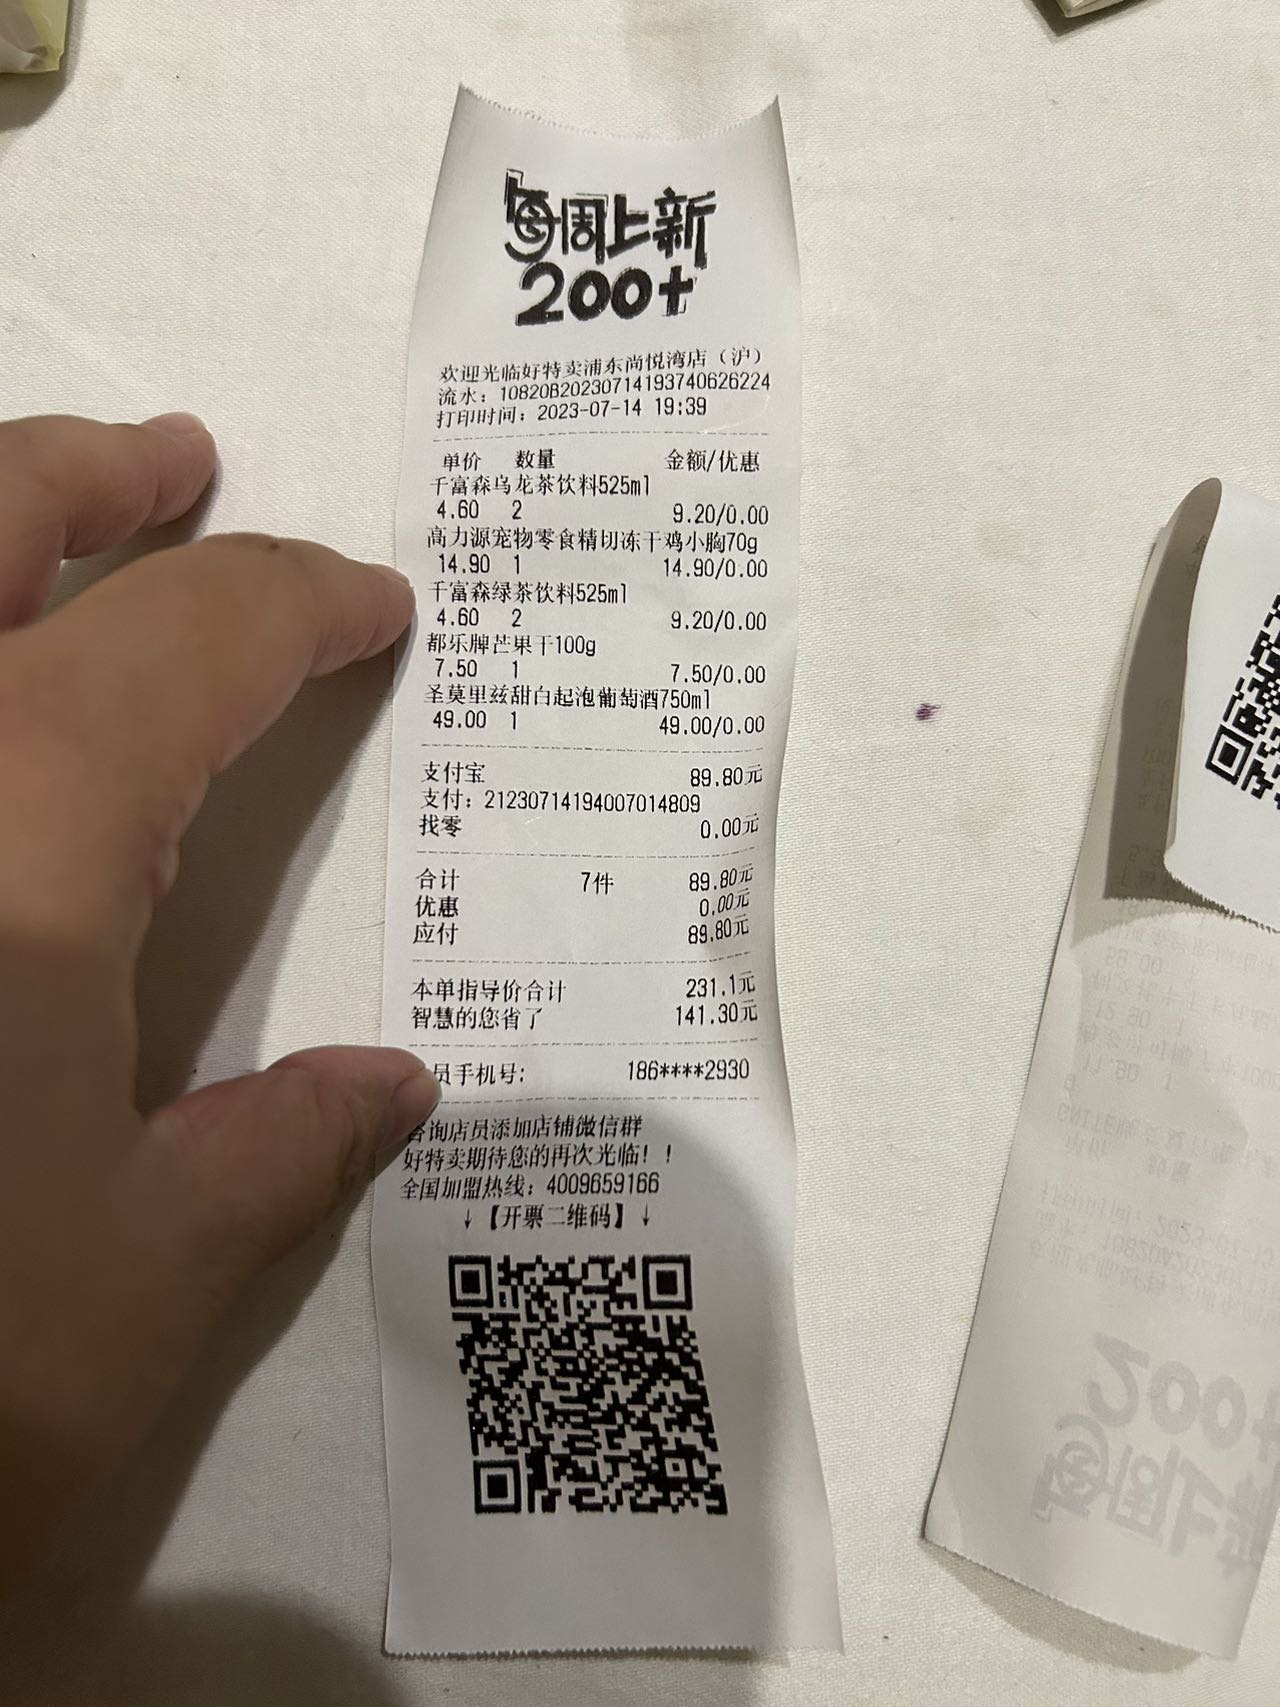 每周上新
200+
欢迎光临好特卖浦东尚悦湾店（沪）
流水：10820B20230714193740626224
打印时间：2023-07-14 19:39
单价 数量 金额/优惠
千富森乌龙茶饮料525ml
4.60 2 9.20/0.00
高力源宠物零食精切冻干鸡小胸70g
14.90 1 14.90/0.00
千富森绿茶饮料525ml
4.60 2 9.20/0.00
都乐牌芒果干100g
7.50 1 7.50/0.00
圣莫里兹甜白起泡葡萄酒750ml
49.00 1 49.00/0.00
支付宝 89.80元
支付：21230714194007014809
找零 0.00元
合计 7件 89.80元
优惠 0.00元
应付 89.80元
本单指导价合计 231.1元
智慧的您省了 141.30元
员手机号: 186****2930
咨询店员添加店铺微信群
好特卖期待您的再次光临！！
全国加盟热线：4009659166
↓【开票二维码】↓